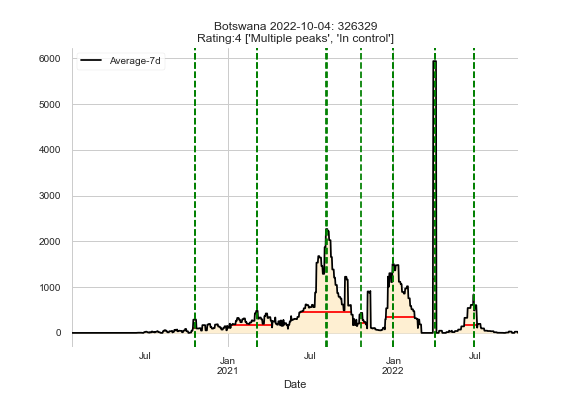 Botswana 2022-10-04: 326329
Rating:4 ['Multiple peaks', 'In control']
Average-7d
6000
5000
4000
3000
2000
1000
0
Jul
Jan
2021
Jul
Jan
2022
Jul
Date